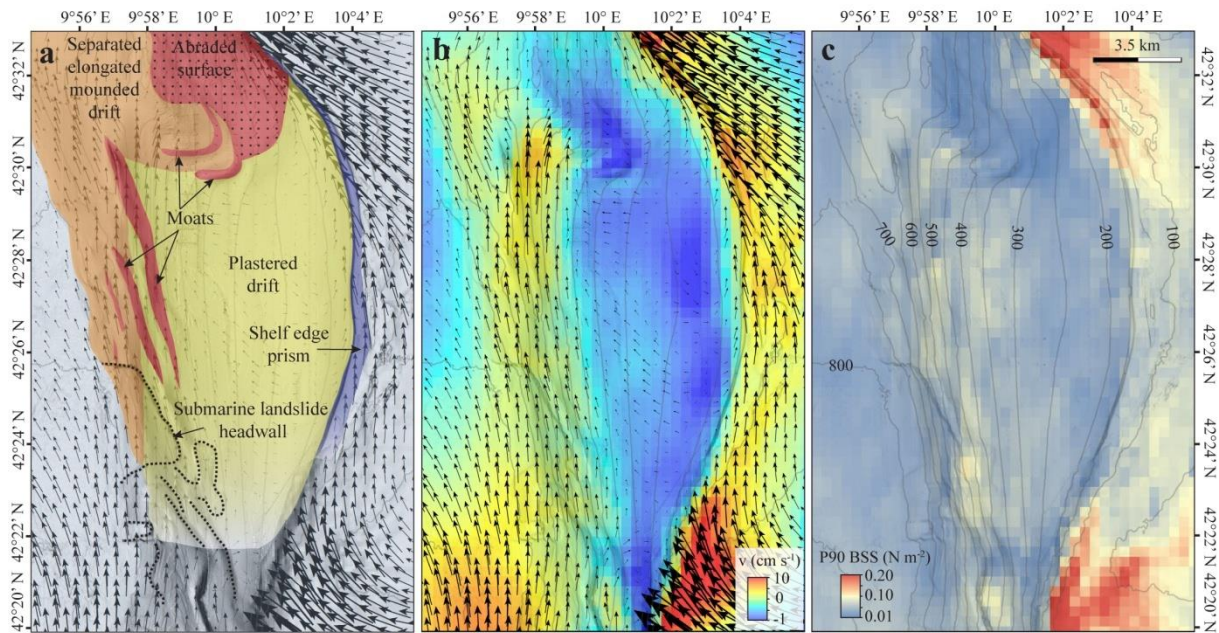 9°56' E 9°58' E 10°0' E 10°2' E 10°4' E
9°56' E 9°58' E 10°0' E 10°2' E 10°4' E
9°56' E 9°58' E 10°0' E 10°2' E 10°4' E
a
Separated
elongated
mounded
drift
Abraded
surface
Moats
Plastered
drift
Shelf edge
prism
Submarine landslide
headwall
42°32' N
42°30' N
42°28' N
42°26' N
42°24' N
42°22' N
42°20' N
b
v (cm s⁻¹)
10
0
-1
c
3.5 km
700
600
500
400
300
200
100
800
P90 BSS (N m⁻²)
0.20
0.10
0.01
42°32' N
42°30' N
42°28' N
42°26' N
42°24' N
42°22' N
42°20' N